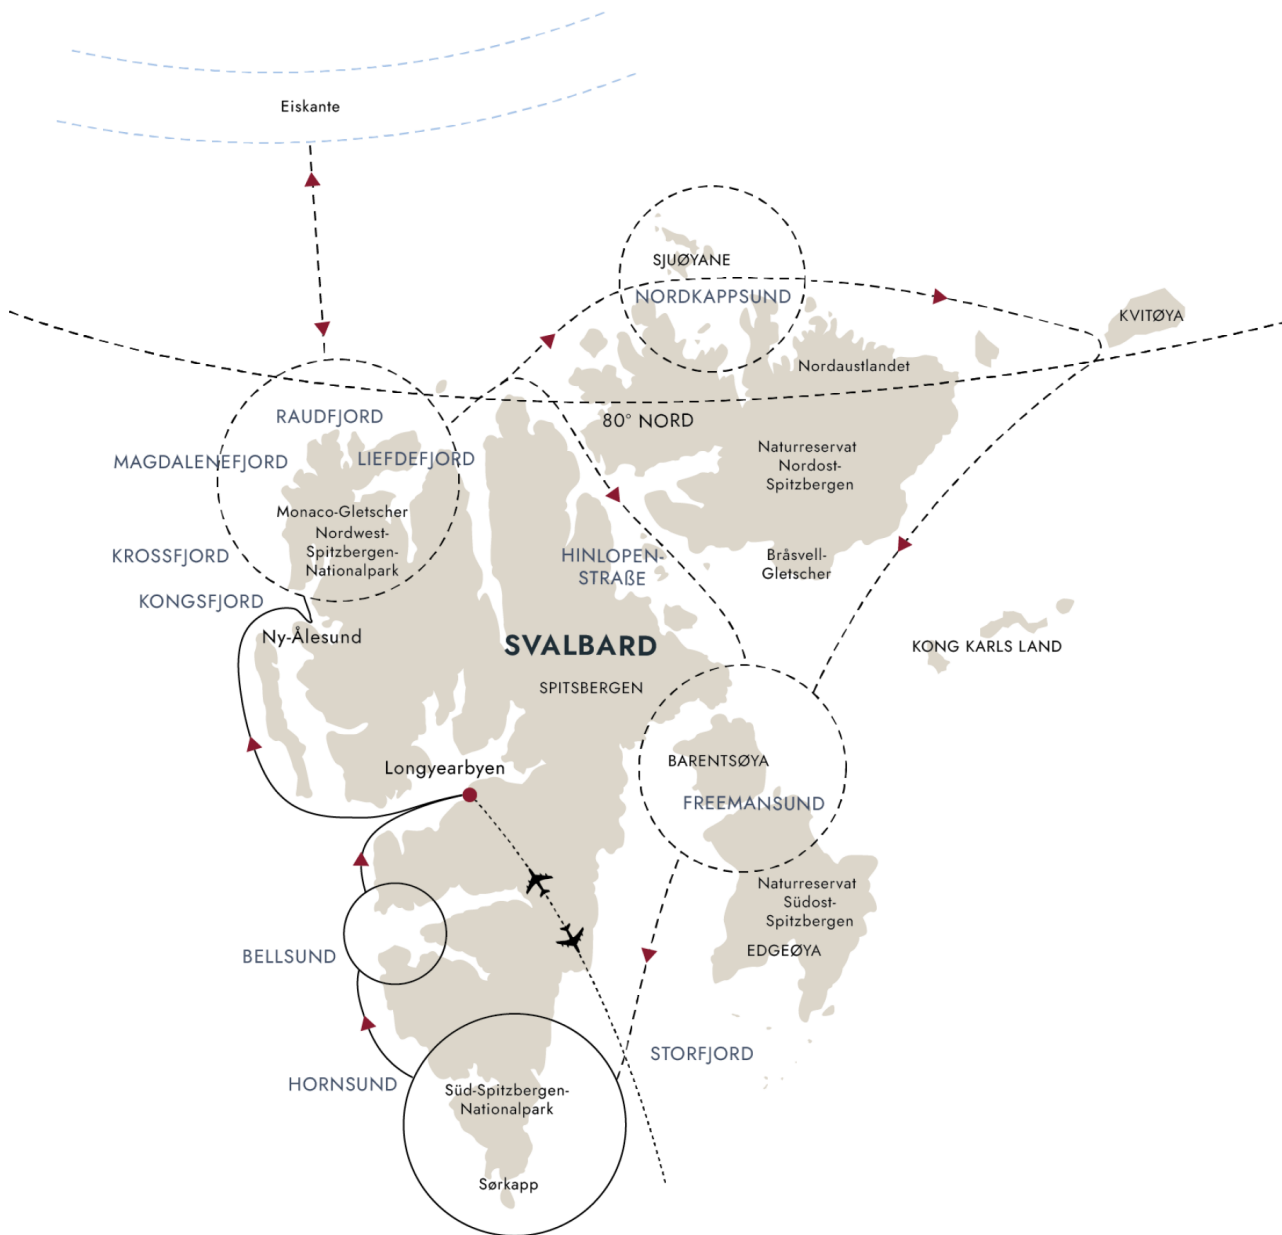 Eiskante
SJUØYANE
NORDKAPPSUND
KVITØYA
Nordaustlandet
RAUDFJORD
80° NORD
MAGDALENEFJORD
LIEFDEFJORD
Naturreservat
Nordost-
Spitzbergen
Monaco-Gletscher
Nordwest-
Spitzbergen-
Nationalpark
KROSSFJORD
HINLOPEN-
STRAßE
Bråsvell-
Gletscher
KONGSFJORD
Ny-Ålesund
SVALBARD
KONG KARLS LAND
SPITSBERGEN
BARENTSØYA
Longyearbyen
FREEMANSUND
Naturreservat
Südost-
Spitzbergen
EDGEØYA
BELLSUND
STORFJORD
HORNSUND
Süd-Spitzbergen-
Nationalpark
Sørkapp